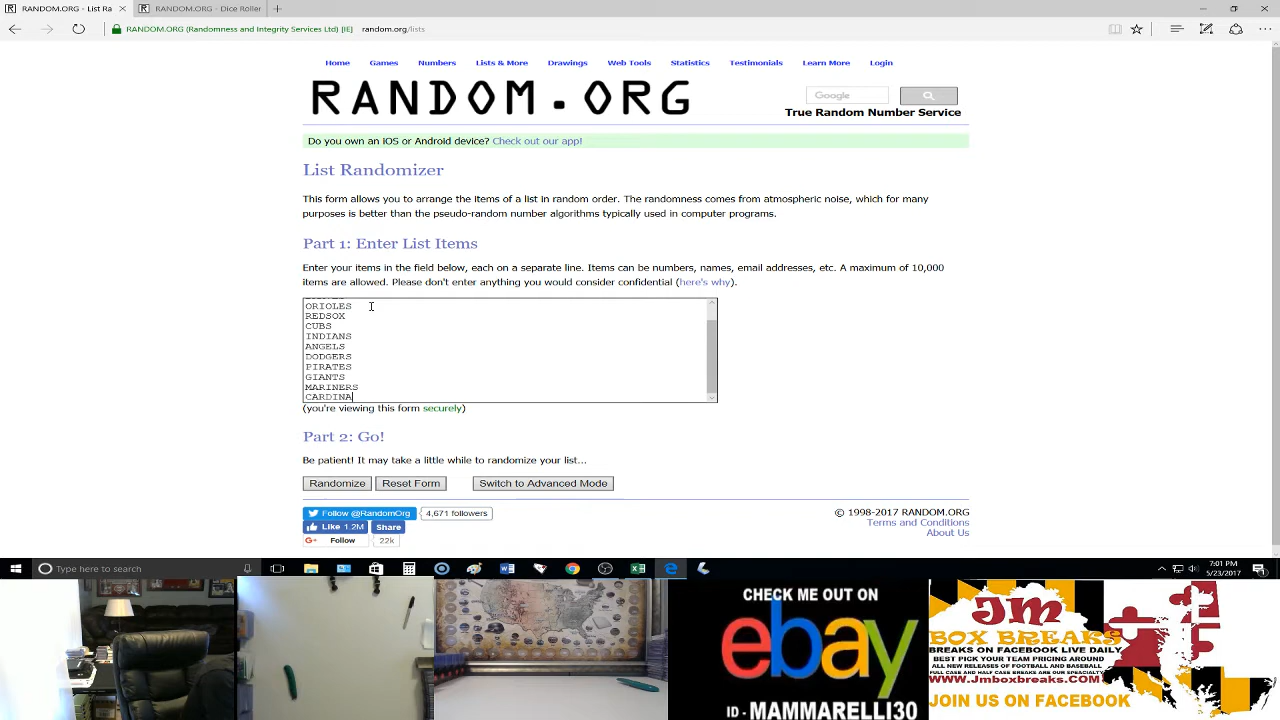 RANDOM.ORG - List Ra
RANDOM.ORG - Dice Roller
RANDOM.ORG (Randomness and Integrity Services Ltd) [IE]
random.org/lists
Home
Games
Numbers
Lists & More
Drawings
Web Tools
Statistics
Testimonials
Learn More
Login
RANDOM.ORG
Google
True Random Number Service
Do you own an iOS or Android device? Check out our app!
List Randomizer
This form allows you to arrange the items of a list in random order. The randomness comes from atmospheric noise, which for many
purposes is better than the pseudo-random number algorithms typically used in computer programs.
Part 1: Enter List Items
Enter your items in the field below, each on a separate line. Items can be numbers, names, email addresses, etc. A maximum of 10,000
items are allowed. Please don't enter anything you would consider confidential (here's why).
ORIOLES
REDSOX
CUBS
INDIANS
ANGELS
DODGERS
PIRATES
GIANTS
MARINERS
CARDINA
(you're viewing this form securely)
Part 2: Go!
Be patient! It may take a little while to randomize your list...
Randomize
Reset Form
Switch to Advanced Mode
Follow @RandomOrg
4,671 followers
Like 1.2M
Share
G+ Follow
22k
© 1998-2017 RANDOM.ORG
Terms and Conditions
About Us
Type here to search
7:01 PM
5/23/2017
CHECK ME OUT ON
ebay
ID - MAMMARELLI30
Jm
BOX BREAKS
BREAKS ON FACEBOOK LIVE DAILY
BEST PICK YOUR TEAM PRICING AROUND
ALL NEW RELEASES OF FOOTBALL AND BASEBALL
FULL CASE AND HALF CASE BREAKS ARE OUR SPECIALTY
WWW.Jmboxbreaks.COM
JOIN US ON FACEBOOK